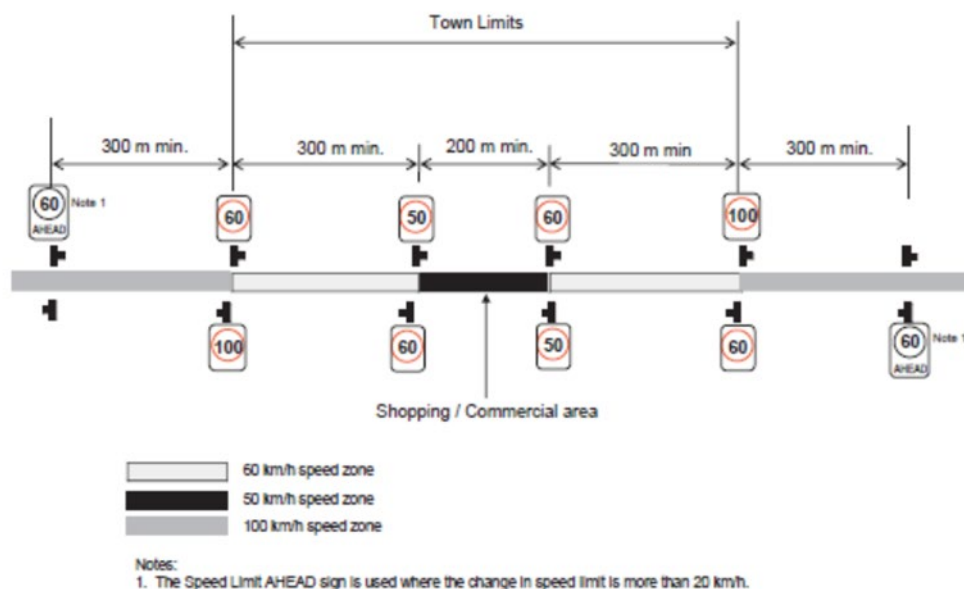 Town Limits
300 m min. 300 m min. 200 m min. 300 m min 300 m min.
60 AHEAD Note 1 60 50 60 100
100 60 50 60 60 AHEAD Note 1
Shopping / Commercial area
60 km/h speed zone
50 km/h speed zone
100 km/h speed zone
Notes:
1. The Speed Limit AHEAD sign is used where the change in speed limit is more than 20 km/h.